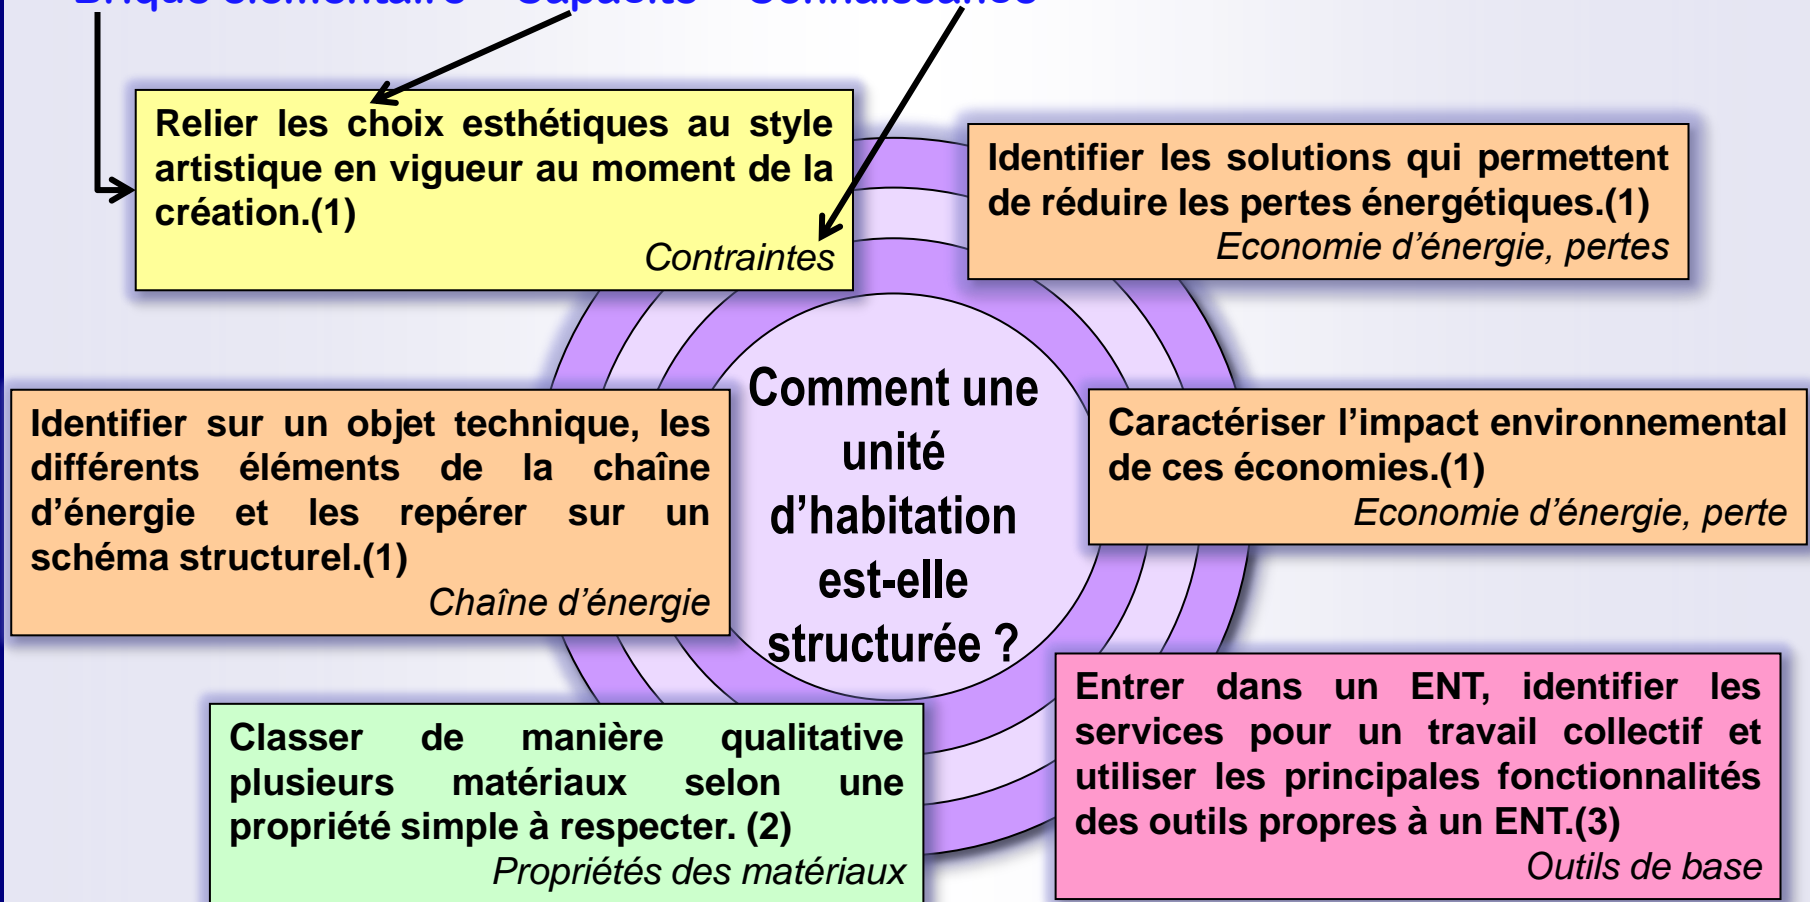 Brique élémentaire Capacité Connaissance
Relier les choix esthétiques au style
artistique en vigueur au moment de la
création.(1)
Contraintes
Identifier les solutions qui permettent
de réduire les pertes énergétiques.(1)
Economie d’énergie, pertes
Identifier sur un objet technique, les
différents éléments de la chaîne
d’énergie et les repérer sur un
schéma structurel.(1)
Chaîne d’énergie
Comment une
unité
d’habitation
est-elle
structurée ?
Caractériser l’impact environnemental
de ces économies.(1)
Economie d’énergie, perte
Classer de manière qualitative
plusieurs matériaux selon une
propriété simple à respecter. (2)
Propriétés des matériaux
Entrer dans un ENT, identifier les
services pour un travail collectif et
utiliser les principales fonctionnalités
des outils propres à un ENT.(3)
Outils de base